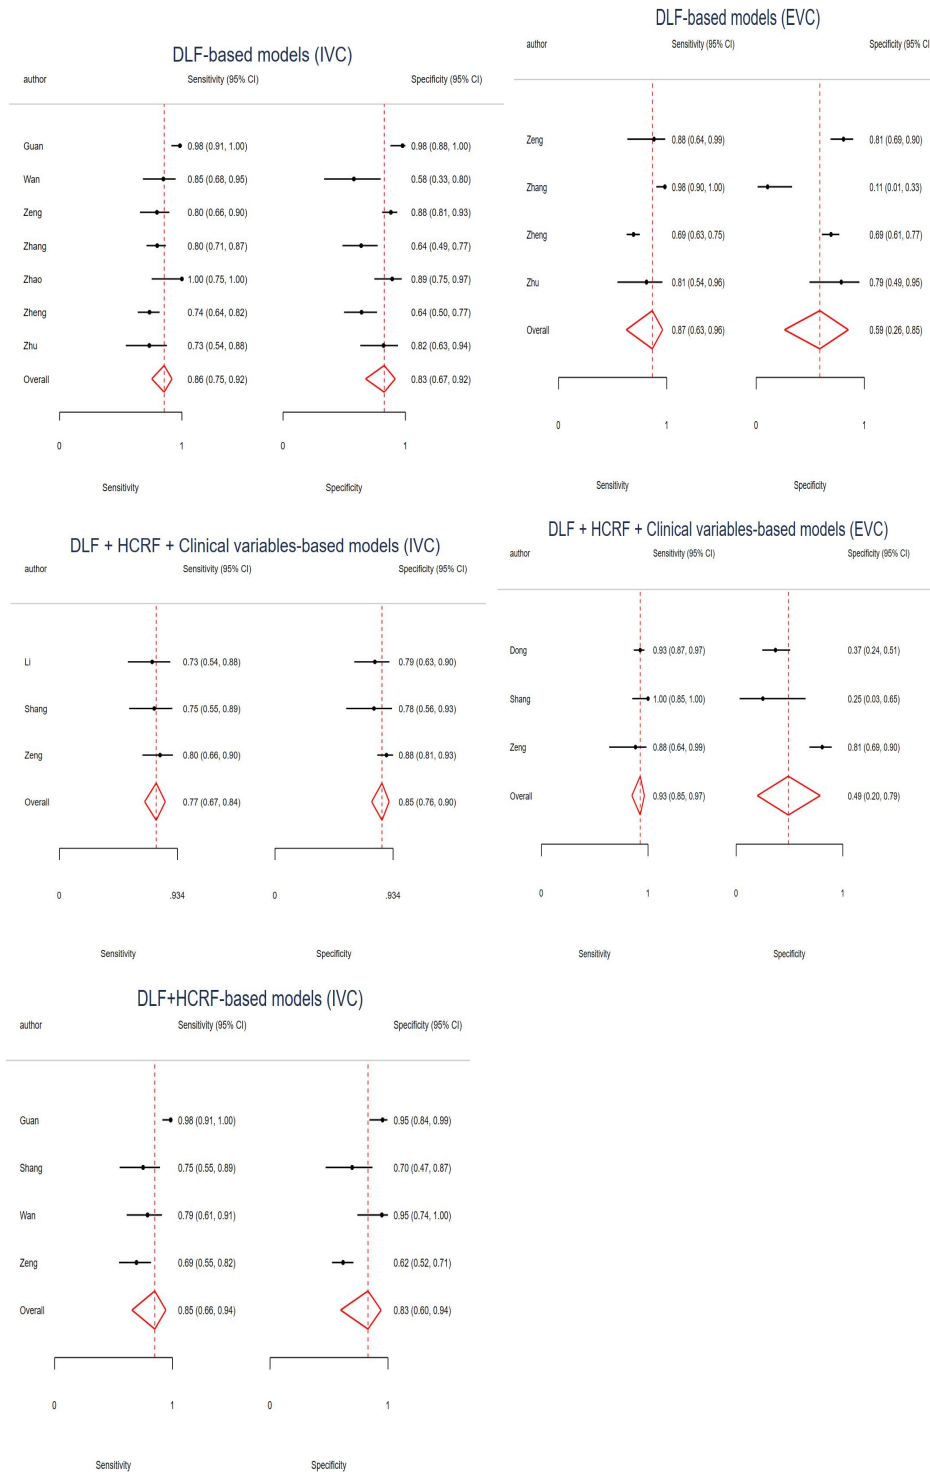 DLF-based models (IVC)
author Sensitivity (95% CI) Specificity (95% CI)
Guan 0.98 (0.91, 1.00) 0.98 (0.88, 1.00)
Wan 0.85 (0.68, 0.95) 0.58 (0.33, 0.80)
Zeng 0.80 (0.66, 0.90) 0.88 (0.81, 0.93)
Zhang 0.80 (0.71, 0.87) 0.64 (0.49, 0.77)
Zhao 1.00 (0.75, 1.00) 0.89 (0.75, 0.97)
Zheng 0.74 (0.64, 0.82) 0.64 (0.50, 0.77)
Zhu 0.73 (0.54, 0.88) 0.82 (0.63, 0.94)
Overall 0.86 (0.75, 0.92) 0.83 (0.67, 0.92)
0 1 0 1
Sensitivity Specificity
DLF-based models (EVC)
author Sensitivity (95% CI) Specificity (95% CI
Zeng 0.88 (0.64, 0.99) 0.81 (0.69, 0.90)
Zhang 0.98 (0.90, 1.00) 0.11 (0.01, 0.33)
Zheng 0.69 (0.63, 0.75) 0.69 (0.61, 0.77)
Zhu 0.81 (0.54, 0.96) 0.79 (0.49, 0.95)
Overall 0.87 (0.63, 0.96) 0.59 (0.26, 0.85)
0 1 0 1
Sensitivity Specificity
DLF + HCRF + Clinical variables-based models (IVC)
author Sensitivity (95% CI) Specificity (95% CI)
Li 0.73 (0.54, 0.88) 0.79 (0.63, 0.90)
Shang 0.75 (0.55, 0.89) 0.78 (0.56, 0.93)
Zeng 0.80 (0.66, 0.90) 0.88 (0.81, 0.93)
Overall 0.77 (0.67, 0.84) 0.85 (0.76, 0.90)
0 .934 0 .934
Sensitivity Specificity
DLF + HCRF + Clinical variables-based models (EVC)
author Sensitivity (95% CI) Specificity (95% CI)
Dong 0.93 (0.87, 0.97) 0.37 (0.24, 0.51)
Shang 1.00 (0.85, 1.00) 0.25 (0.03, 0.65)
Zeng 0.88 (0.64, 0.99) 0.81 (0.69, 0.90)
Overall 0.93 (0.85, 0.97) 0.49 (0.20, 0.79)
0 1 0 1
Sensitivity Specificity
DLF+HCRF-based models (IVC)
author Sensitivity (95% CI) Specificity (95% CI)
Guan 0.98 (0.91, 1.00) 0.95 (0.84, 0.99)
Shang 0.75 (0.55, 0.89) 0.70 (0.47, 0.87)
Wan 0.79 (0.61, 0.91) 0.95 (0.74, 1.00)
Zeng 0.69 (0.55, 0.82) 0.62 (0.52, 0.71)
Overall 0.85 (0.66, 0.94) 0.83 (0.60, 0.94)
0 1 0 1
Sensitivity Specificity